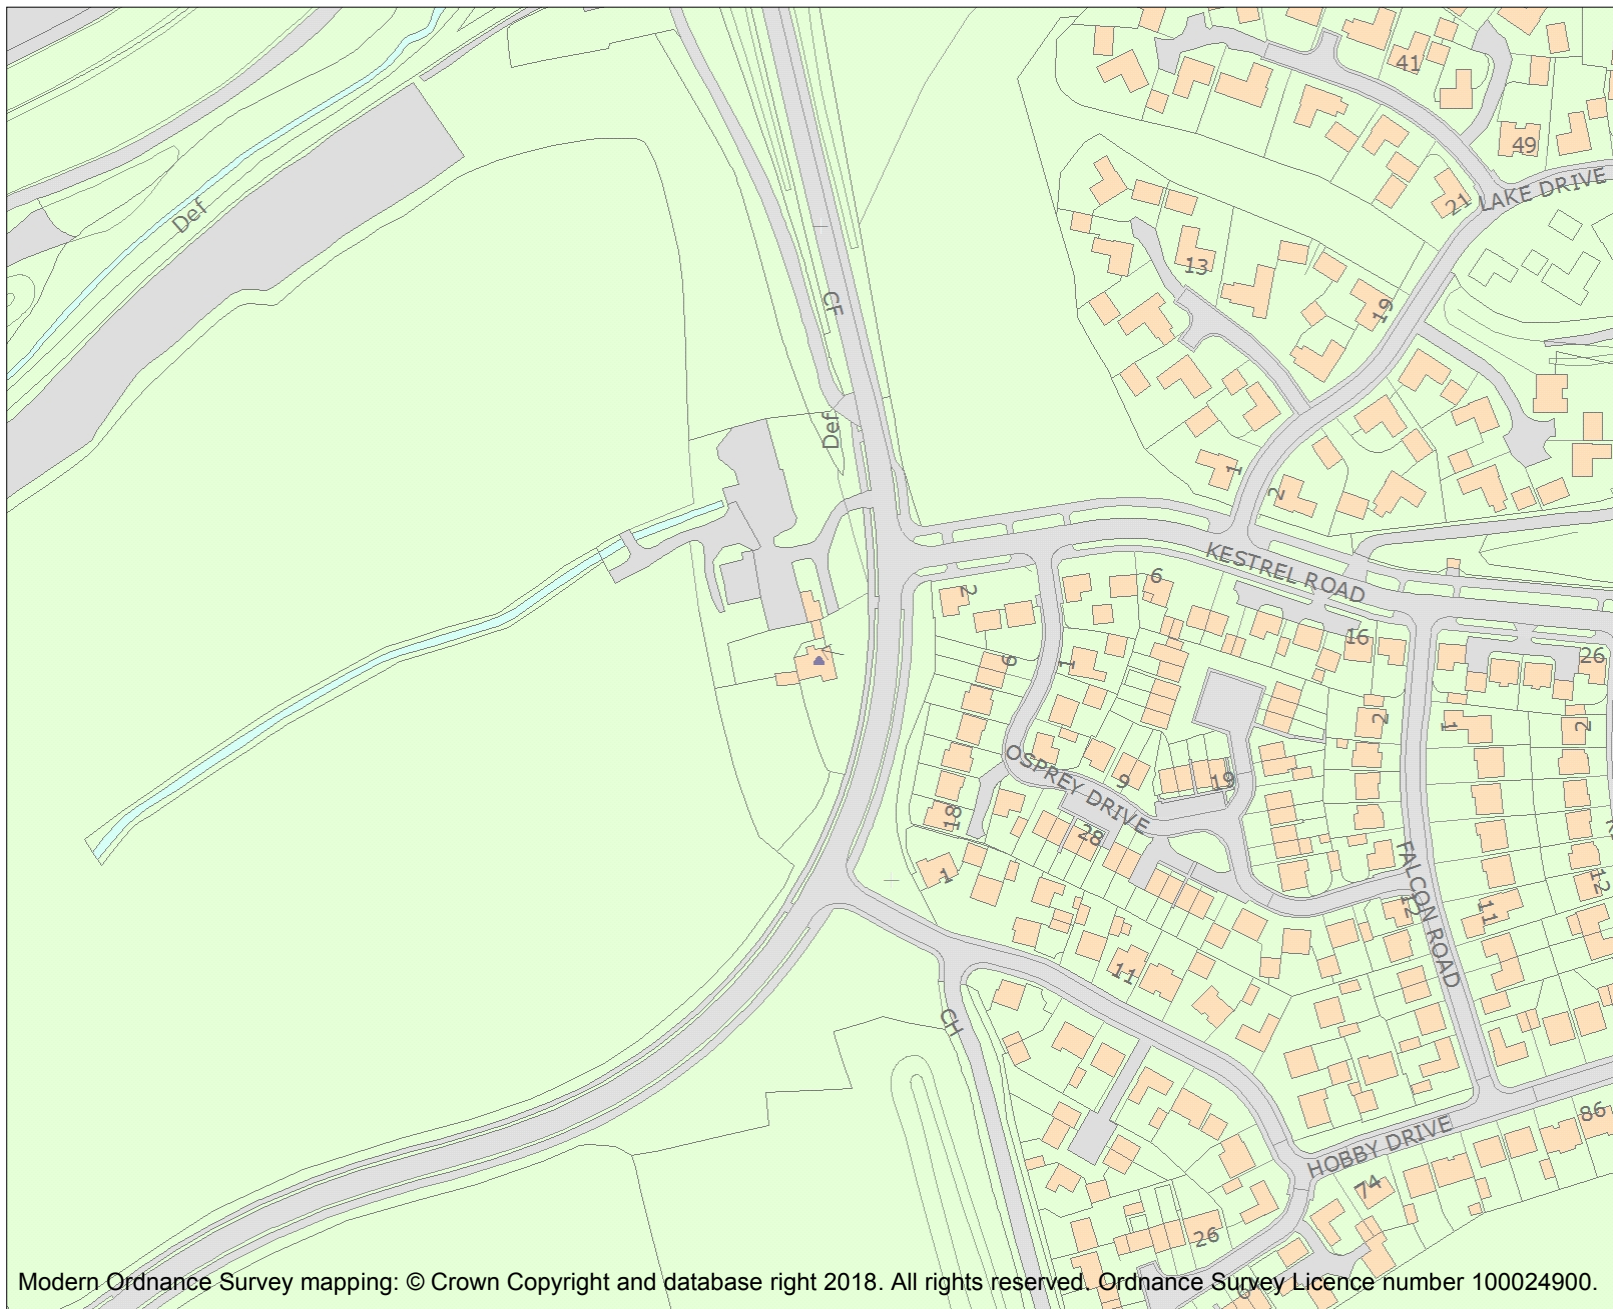 41
49
LAKE DRIVE
21
Def
13
CF
19
Def
1
2
KESTREL ROAD
2
6
16
26
6
1
2
1
2
OSPREY DRIVE
9
19
18
28
FALCON ROAD
1
12
11
12
11
CH
HOBBY DRIVE
86
74
26
6
Modern Ordnance Survey mapping: © Crown Copyright and database right 2018. All rights reserved. Ordnance Survey Licence number 100024900.